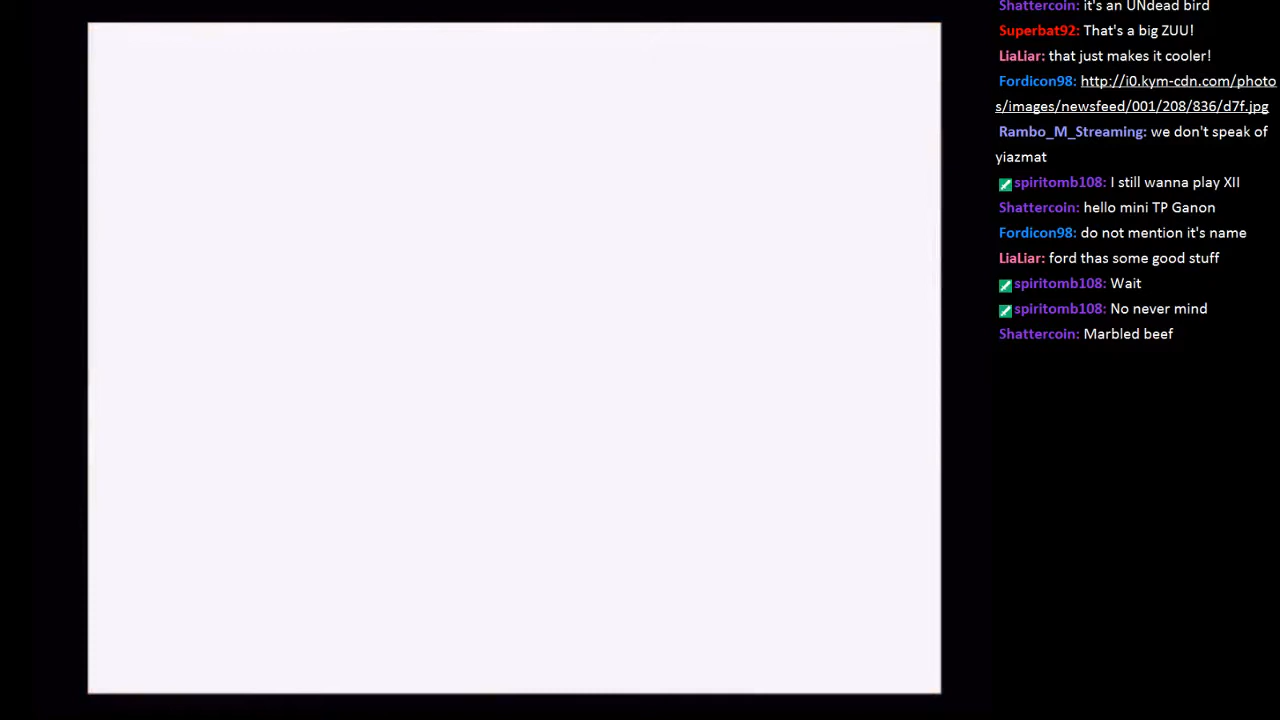 Shattercoin: it's an UNdead bird
Superbat92: That's a big ZUU!
LiaLiar: that just makes it cooler!
Fordicon98: http://i0.kym-cdn.com/photo
s/images/newsfeed/001/208/836/d7f.jpg
Rambo_M_Streaming: we don't speak of
yiazmat
spiritomb108: I still wanna play XII
Shattercoin: hello mini TP Ganon
Fordicon98: do not mention it's name
LiaLiar: ford thas some good stuff
spiritomb108: Wait
spiritomb108: No never mind
Shattercoin: Marbled beef